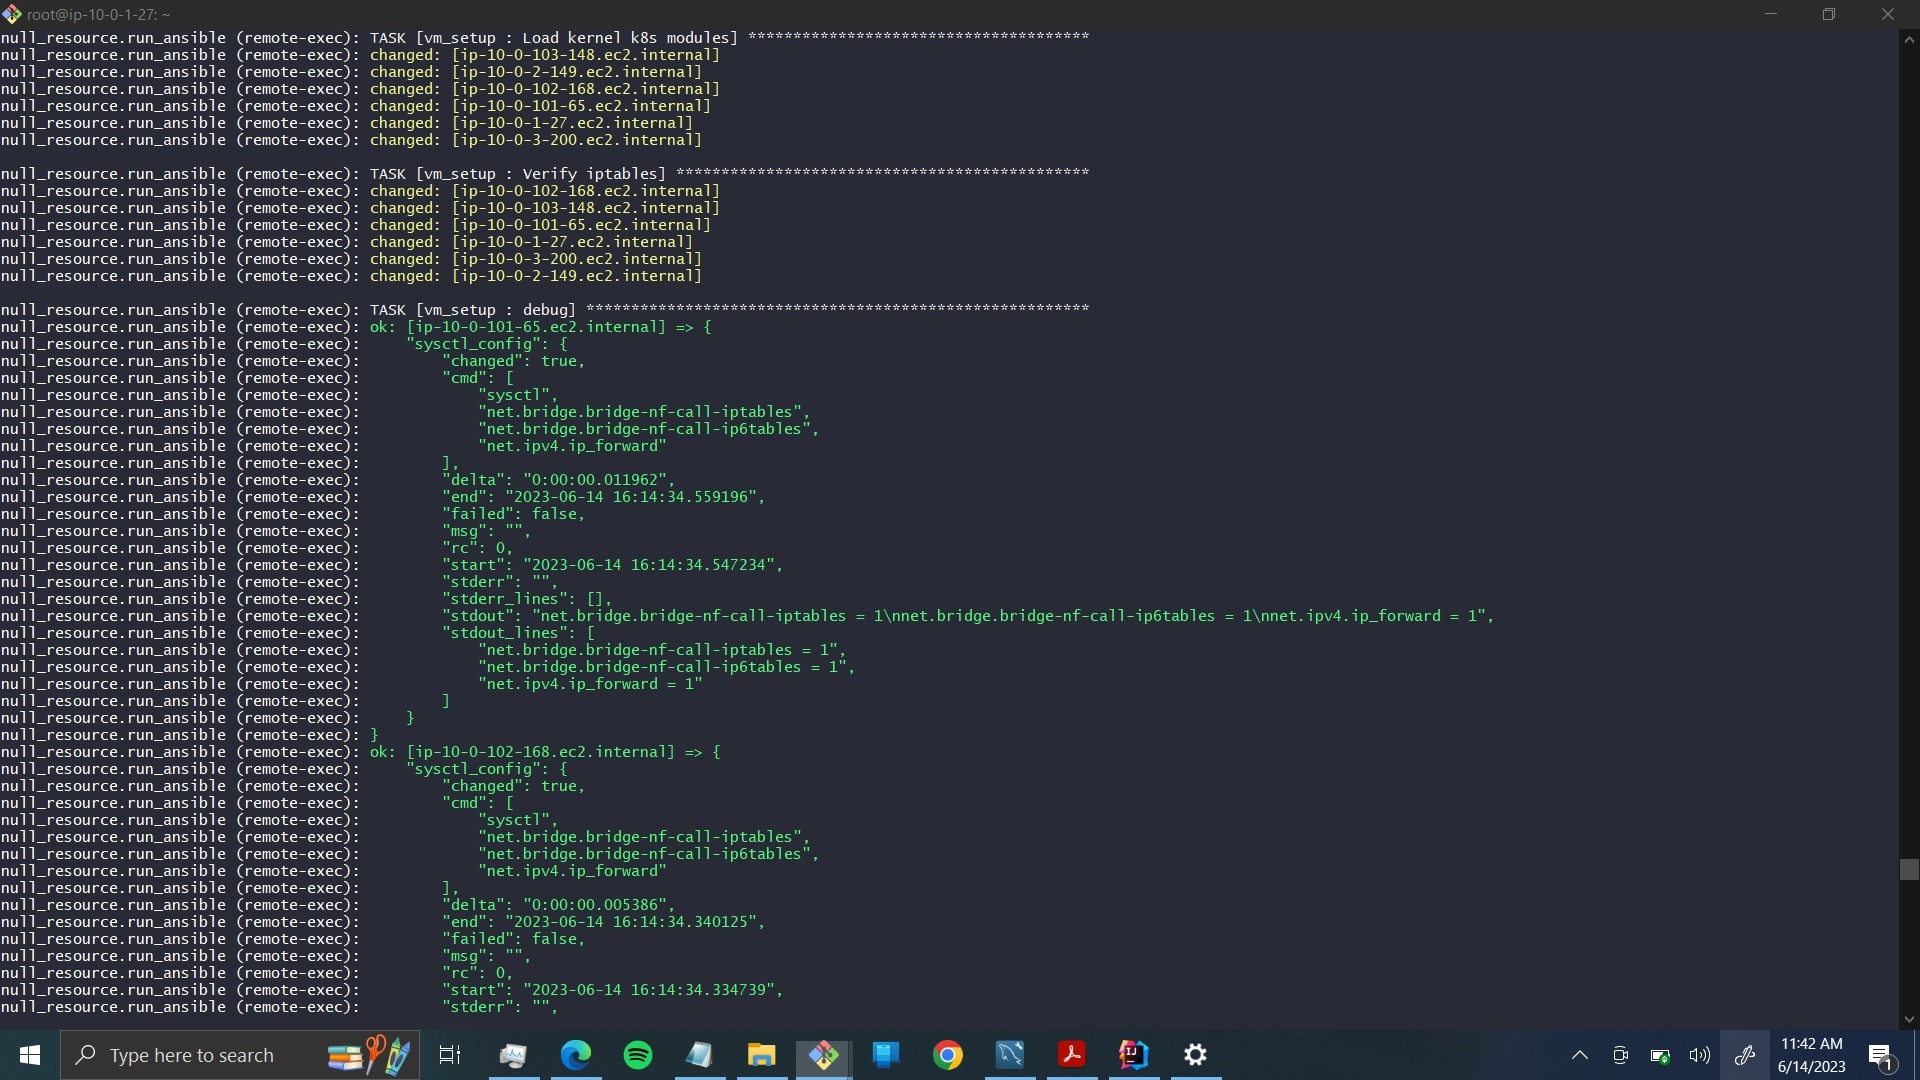 root@ip-10-0-1-27: ~
null_resource.run_ansible (remote-exec): TASK [vm_setup : Load kernel k8s modules] **************************************
null_resource.run_ansible (remote-exec): changed: [ip-10-0-103-148.ec2.internal]
null_resource.run_ansible (remote-exec): changed: [ip-10-0-2-149.ec2.internal]
null_resource.run_ansible (remote-exec): changed: [ip-10-0-102-168.ec2.internal]
null_resource.run_ansible (remote-exec): changed: [ip-10-0-101-65.ec2.internal]
null_resource.run_ansible (remote-exec): changed: [ip-10-0-1-27.ec2.internal]
null_resource.run_ansible (remote-exec): changed: [ip-10-0-3-200.ec2.internal]
null_resource.run_ansible (remote-exec): TASK [vm_setup : Verify iptables] **********************************************
null_resource.run_ansible (remote-exec): changed: [ip-10-0-102-168.ec2.internal]
null_resource.run_ansible (remote-exec): changed: [ip-10-0-103-148.ec2.internal]
null_resource.run_ansible (remote-exec): changed: [ip-10-0-101-65.ec2.internal]
null_resource.run_ansible (remote-exec): changed: [ip-10-0-1-27.ec2.internal]
null_resource.run_ansible (remote-exec): changed: [ip-10-0-3-200.ec2.internal]
null_resource.run_ansible (remote-exec): changed: [ip-10-0-2-149.ec2.internal]
null_resource.run_ansible (remote-exec): TASK [vm_setup : debug] ********************************************************
null_resource.run_ansible (remote-exec): ok: [ip-10-0-101-65.ec2.internal] => {
null_resource.run_ansible (remote-exec):     "sysctl_config": {
null_resource.run_ansible (remote-exec):         "changed": true,
null_resource.run_ansible (remote-exec):         "cmd": [
null_resource.run_ansible (remote-exec):             "sysctl",
null_resource.run_ansible (remote-exec):             "net.bridge.bridge-nf-call-iptables",
null_resource.run_ansible (remote-exec):             "net.bridge.bridge-nf-call-ip6tables",
null_resource.run_ansible (remote-exec):             "net.ipv4.ip_forward"
null_resource.run_ansible (remote-exec):         ],
null_resource.run_ansible (remote-exec):         "delta": "0:00:00.011962",
null_resource.run_ansible (remote-exec):         "end": "2023-06-14 16:14:34.559196",
null_resource.run_ansible (remote-exec):         "failed": false,
null_resource.run_ansible (remote-exec):         "msg": "",
null_resource.run_ansible (remote-exec):         "rc": 0,
null_resource.run_ansible (remote-exec):         "start": "2023-06-14 16:14:34.547234",
null_resource.run_ansible (remote-exec):         "stderr": "",
null_resource.run_ansible (remote-exec):         "stderr_lines": [],
null_resource.run_ansible (remote-exec):         "stdout": "net.bridge.bridge-nf-call-iptables = 1\nnet.bridge.bridge-nf-call-ip6tables = 1\nnet.ipv4.ip_forward = 1",
null_resource.run_ansible (remote-exec):         "stdout_lines": [
null_resource.run_ansible (remote-exec):             "net.bridge.bridge-nf-call-iptables = 1",
null_resource.run_ansible (remote-exec):             "net.bridge.bridge-nf-call-ip6tables = 1",
null_resource.run_ansible (remote-exec):             "net.ipv4.ip_forward = 1"
null_resource.run_ansible (remote-exec):         ]
null_resource.run_ansible (remote-exec):     }
null_resource.run_ansible (remote-exec): }
null_resource.run_ansible (remote-exec): ok: [ip-10-0-102-168.ec2.internal] => {
null_resource.run_ansible (remote-exec):     "sysctl_config": {
null_resource.run_ansible (remote-exec):         "changed": true,
null_resource.run_ansible (remote-exec):         "cmd": [
null_resource.run_ansible (remote-exec):             "sysctl",
null_resource.run_ansible (remote-exec):             "net.bridge.bridge-nf-call-iptables",
null_resource.run_ansible (remote-exec):             "net.bridge.bridge-nf-call-ip6tables",
null_resource.run_ansible (remote-exec):             "net.ipv4.ip_forward"
null_resource.run_ansible (remote-exec):         ],
null_resource.run_ansible (remote-exec):         "delta": "0:00:00.005386",
null_resource.run_ansible (remote-exec):         "end": "2023-06-14 16:14:34.340125",
null_resource.run_ansible (remote-exec):         "failed": false,
null_resource.run_ansible (remote-exec):         "msg": "",
null_resource.run_ansible (remote-exec):         "rc": 0,
null_resource.run_ansible (remote-exec):         "start": "2023-06-14 16:14:34.334739",
null_resource.run_ansible (remote-exec):         "stderr": "",
Type here to search
IJ
11:42 AM
6/14/2023
1